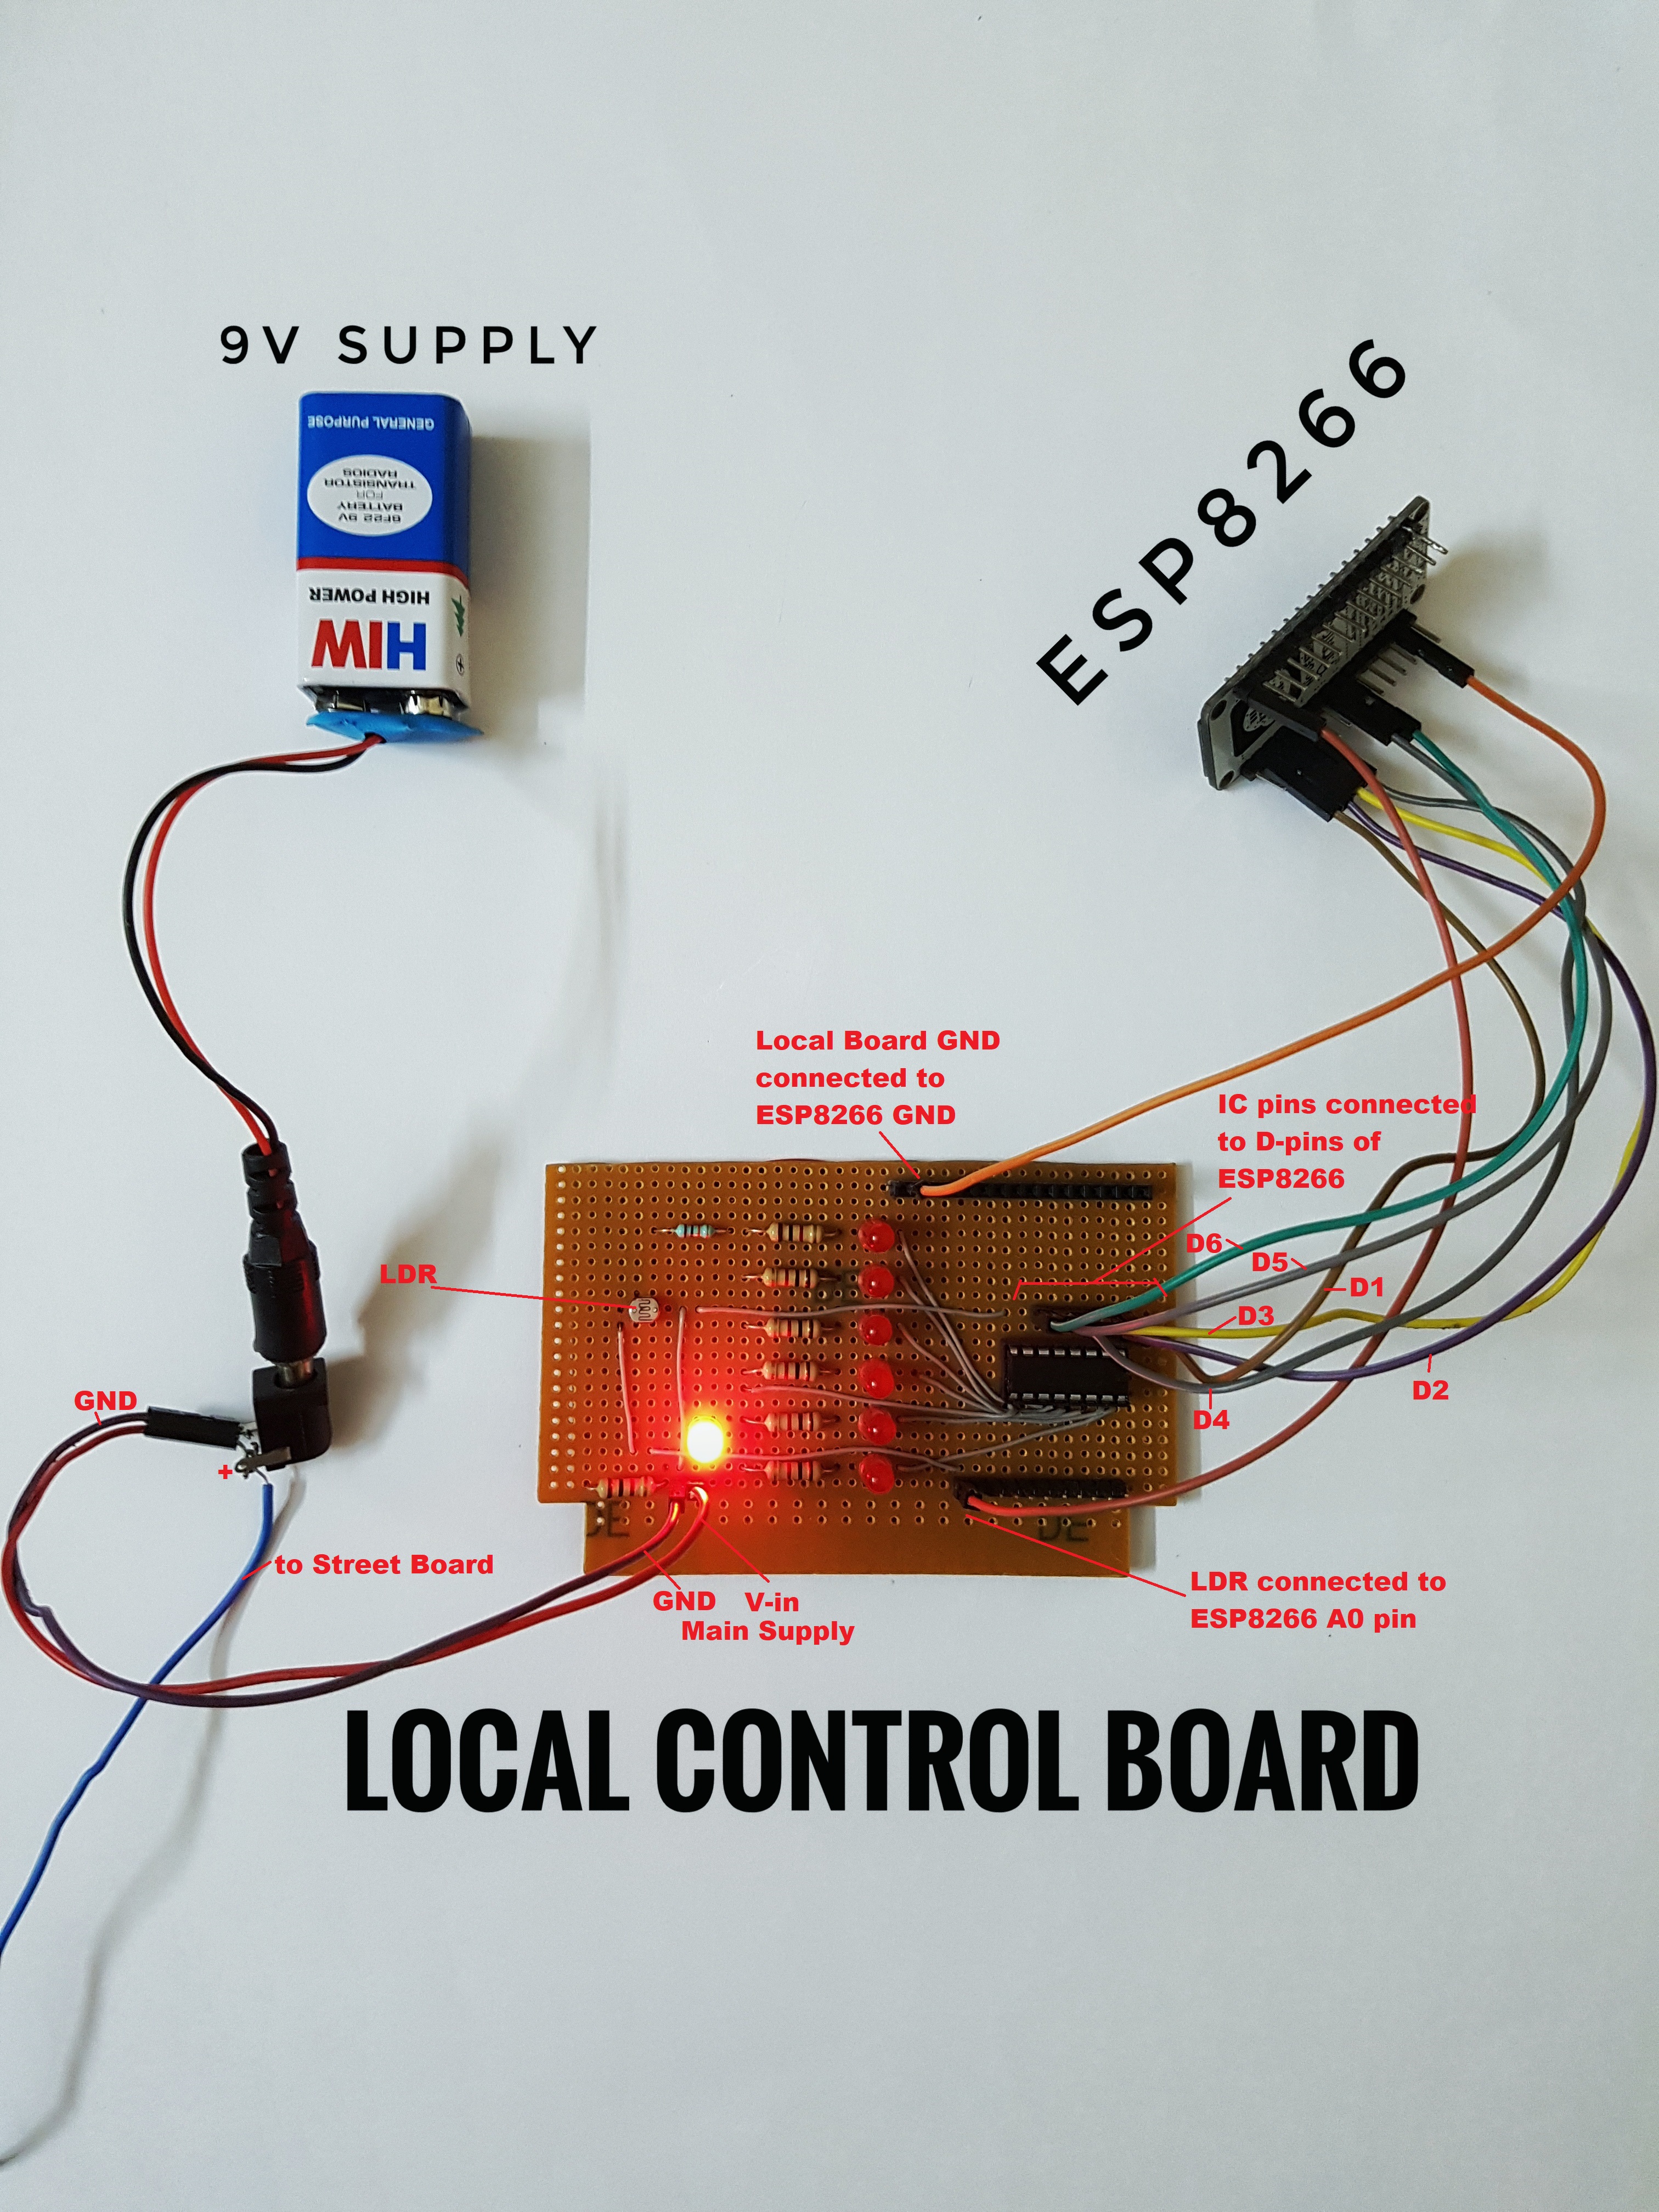 9V SUPPLY
GENERAL PURPOSE
6F22 9V
BATTERY
FOR
TRANSISTOR
RADIOS
HIGH POWER
HIW
ESP8266
Local Board GND
connected to
ESP8266 GND
IC pins connected
to D-pins of
ESP8266
D6
D5
D1
D3
D2
D4
LDR
GND
+
to Street Board
GND V-in
Main Supply
LDR connected to
ESP8266 A0 pin
DE
LOCAL CONTROL BOARD